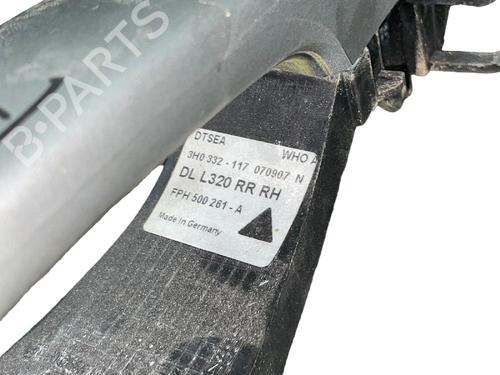 B-PARTS
DTSEA WHO A
3H0 332 - 117 070907 N
DL L320 RR RH
FPH 500 261 - A
Made in Germany